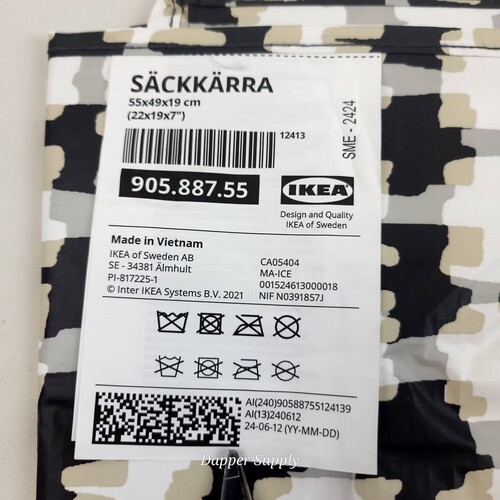 SÄCKKÄRRA
55x49x19 cm
(22x19x7")
12413
SME - 2424
905.887.55
IKEA
Design and Quality
IKEA of Sweden
Made in Vietnam
IKEA of Sweden AB
SE - 34381 Älmhult
PI-817225-1
© Inter IKEA Systems B.V. 2021
CA05404
MA-ICE
001524613000018
NIF N0391857J
AI(240)90588755124139
AI(13)240612
24-06-12 (YY-MM-DD)
Dapper Supply